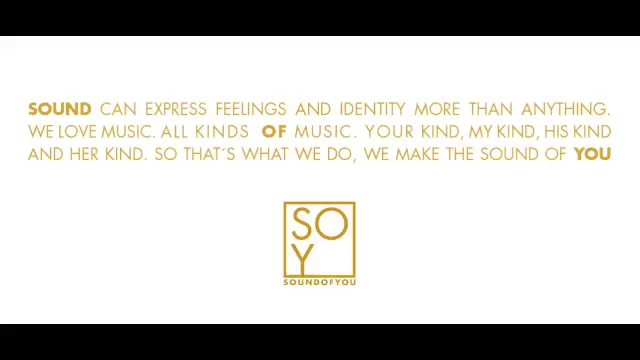 SOUND CAN EXPRESS FEELINGS AND IDENTITY MORE THAN ANYTHING.
WE LOVE MUSIC. ALL KINDS OF MUSIC. YOUR KIND, MY KIND, HIS KIND
AND HER KIND. SO THAT´S WHAT WE DO, WE MAKE THE SOUND OF YOU
SO
Y
SOUNDOFYOU